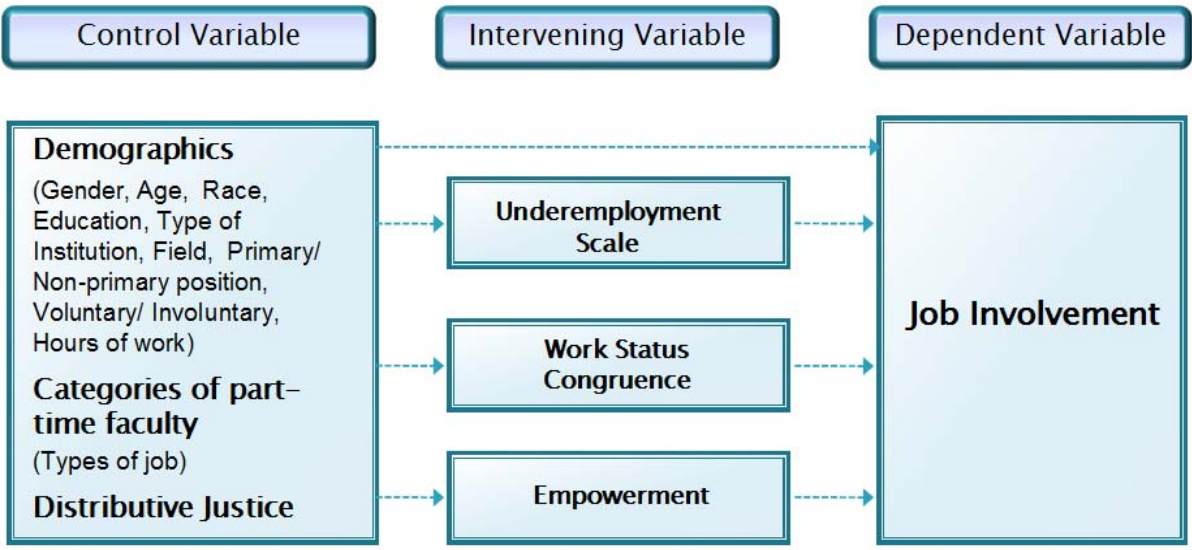 Control Variable
Intervening Variable
Dependent Variable
Demographics
(Gender, Age, Race,
Education, Type of
Institution, Field, Primary/
Non-primary position,
Voluntary/ Involuntary,
Hours of work)
Categories of part-
time faculty
(Types of job)
Distributive Justice
Underemployment
Scale
Work Status
Congruence
Empowerment
Job Involvement